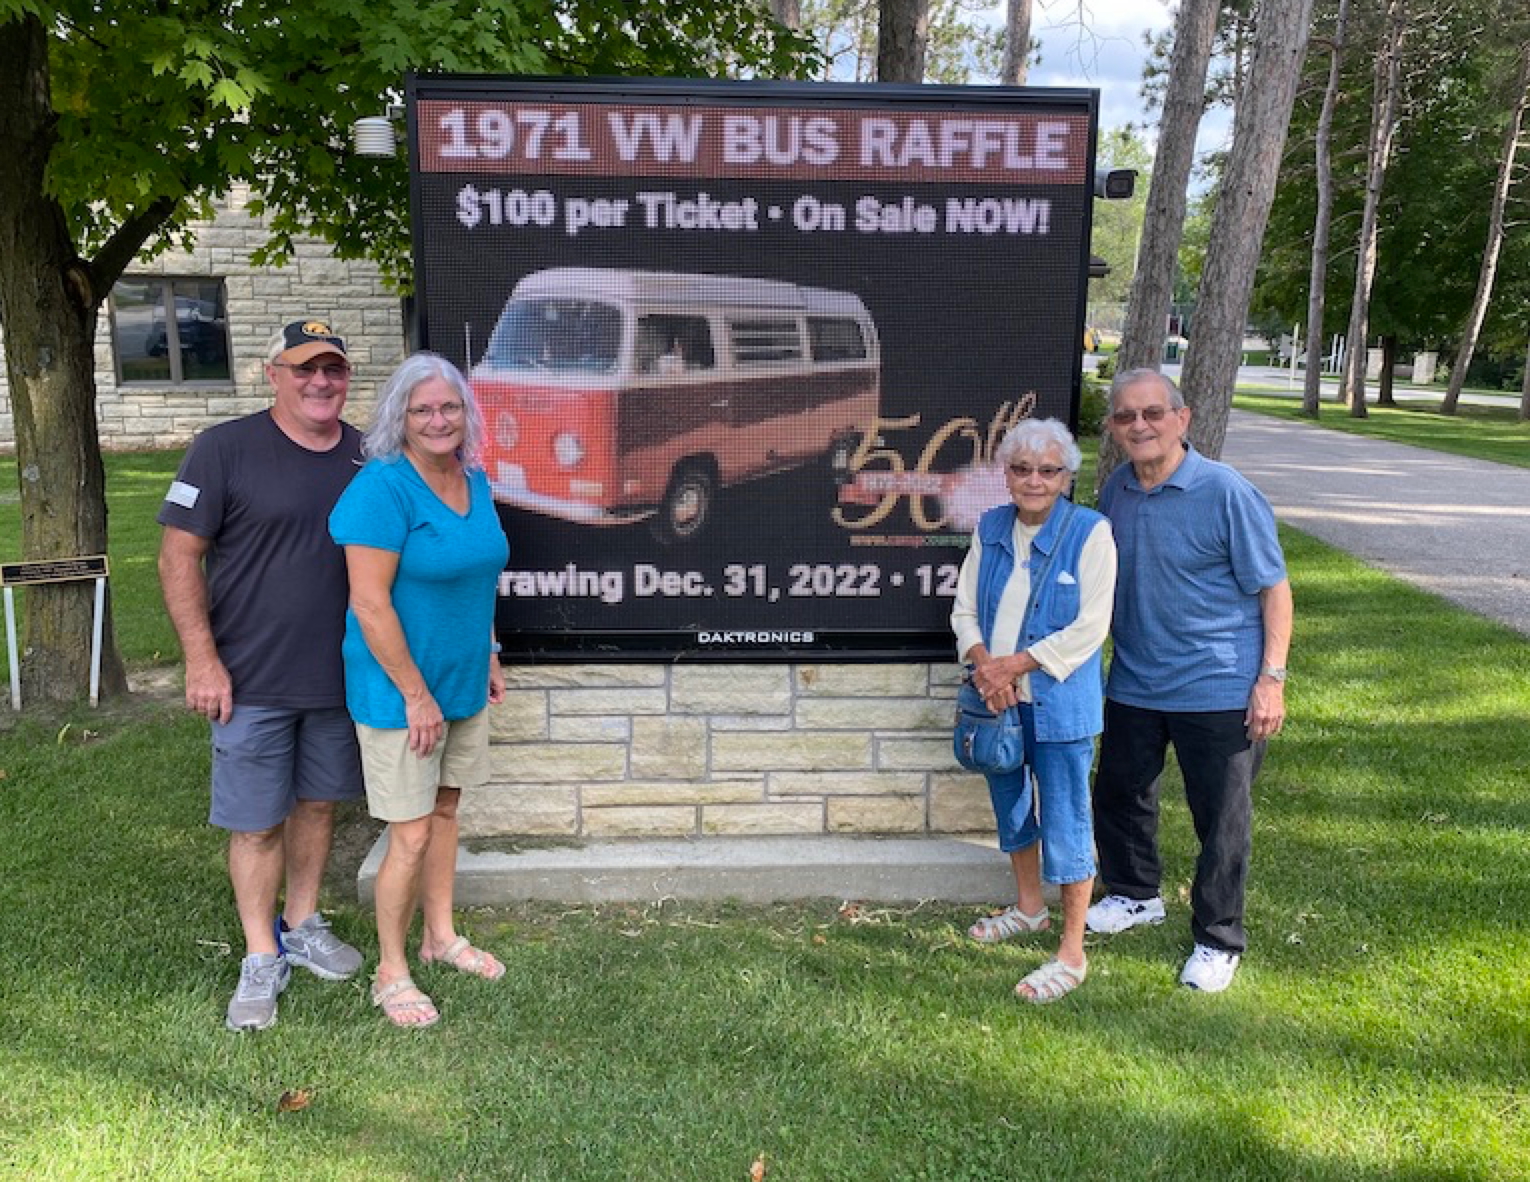 1971 VW BUS RAFFLE
$100 per Ticket • On Sale NOW!
50th
rawing Dec. 31, 2022 • 12
DAKTRONICS